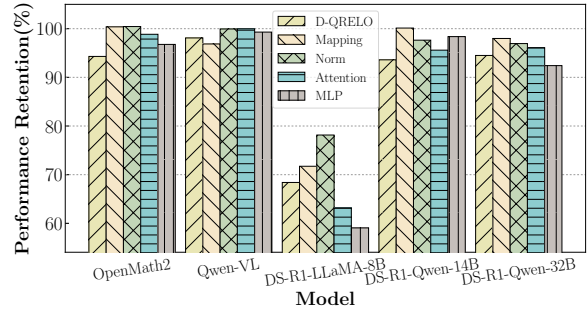 Performance Retention(%)
100
90
80
70
60
D-QRELO
Mapping
Norm
Attention
MLP
OpenMath2
Qwen-VL
DS-R1-LLaMA-8B
DS-R1-Qwen-14B
DS-R1-Qwen-32B
Model